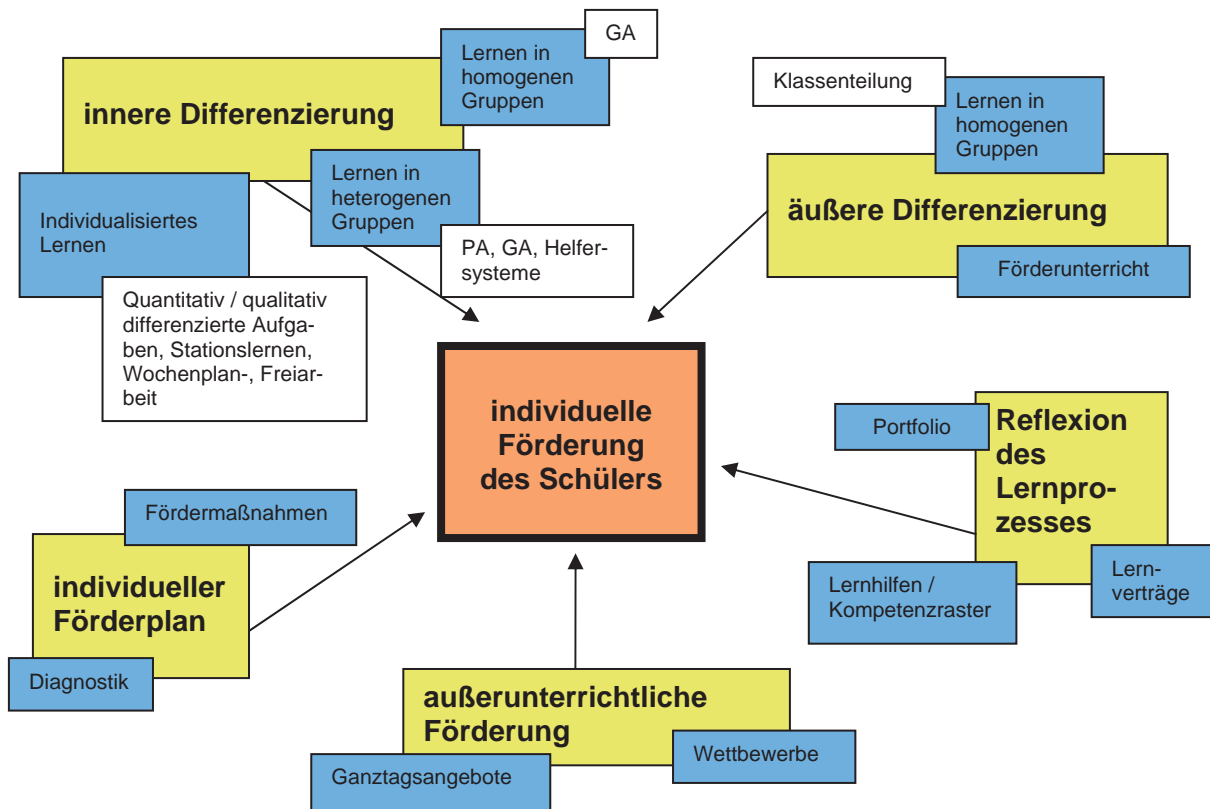 GA
Lernen in
homogenen
Gruppen
innere Differenzierung
Lernen in
heterogenen
Gruppen
PA, GA, Helfer-
systeme
Individualisiertes
Lernen
Quantitativ / qualitativ
differenzierte Aufga-
ben, Stationslernen,
Wochenplan-, Freiar-
beit
Klassenteilung
Lernen in
homogenen
Gruppen
äußere Differenzierung
Förderunterricht
individuelle
Förderung
des Schülers
Portfolio
Reflexion
des
Lernpro-
zesses
Lernhilfen /
Kompetenzraster
Lern-
verträge
Fördermaßnahmen
individueller
Förderplan
Diagnostik
außerunterrichtliche
Förderung
Ganztagsangebote
Wettbewerbe